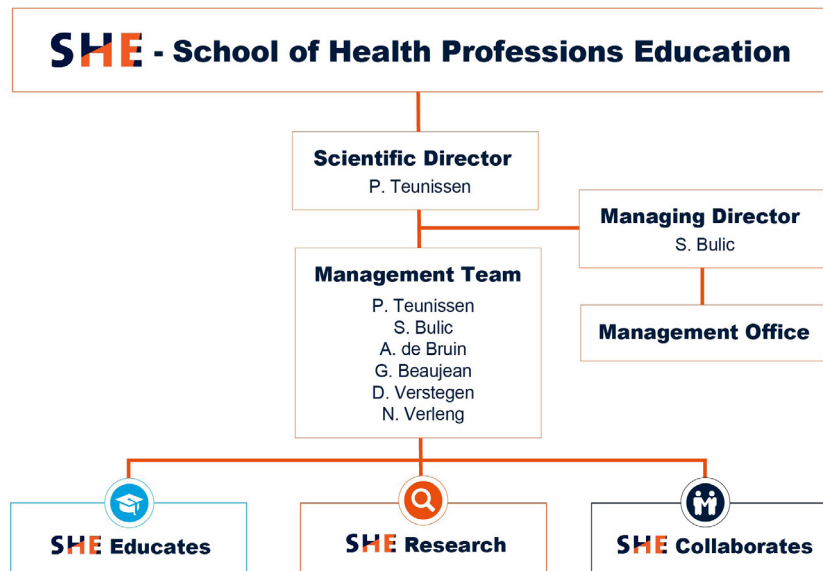 SHE - School of Health Professions Education
Scientific Director
P. Teunissen
Managing Director
S. Bulic
Management Team
P. Teunissen
S. Bulic
A. de Bruin
G. Beaujean
D. Verstegen
N. Verleng
Management Office
SHE Educates
SHE Research
SHE Collaborates